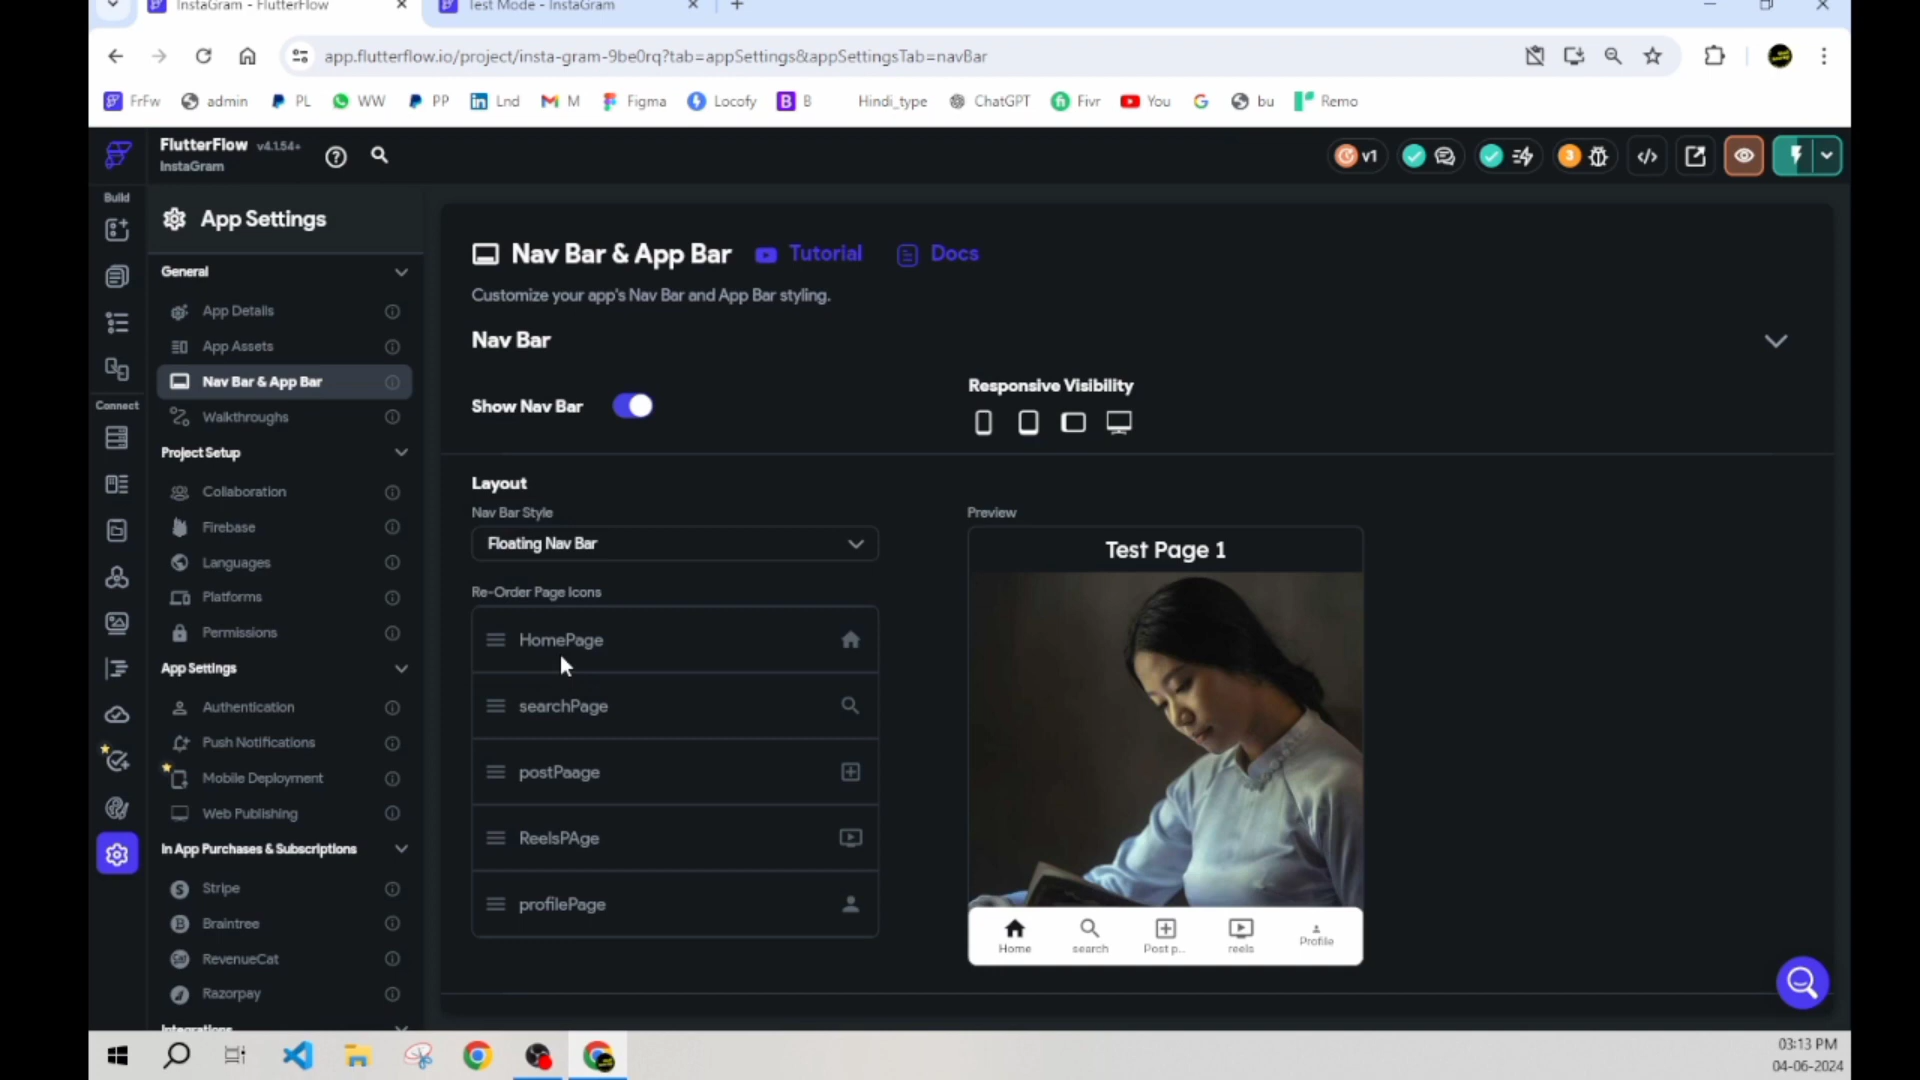 InstaGram - FlutterFlow
Test Mode - InstaGram
app.flutterflow.io/project/insta-gram-9be0rq?tab=appSettings&appSettingsTab=navBar
FrFw admin PL WW PP Lnd M Figma Locofy B Hindi_type ChatGPT Fivr You bu Remo
FlutterFlow v4.1.54+
InstaGram
v1
3
Build
Connect
App Settings
General
App Details
App Assets
Nav Bar & App Bar
Walkthroughs
Project Setup
Collaboration
Firebase
Languages
Platforms
Permissions
App Settings
Authentication
Push Notifications
Mobile Deployment
Web Publishing
In App Purchases & Subscriptions
Stripe
Braintree
RevenueCat
Razorpay
Integrations
Nav Bar & App Bar Tutorial Docs
Customize your app's Nav Bar and App Bar styling.
Nav Bar
Show Nav Bar
Responsive Visibility
Layout
Nav Bar Style
Floating Nav Bar
Re-Order Page Icons
HomePage
searchPage
postPaage
ReelsPAge
profilePage
Preview
Test Page 1
Home search Post p... reels Profile
03:13 PM
04-06-2024